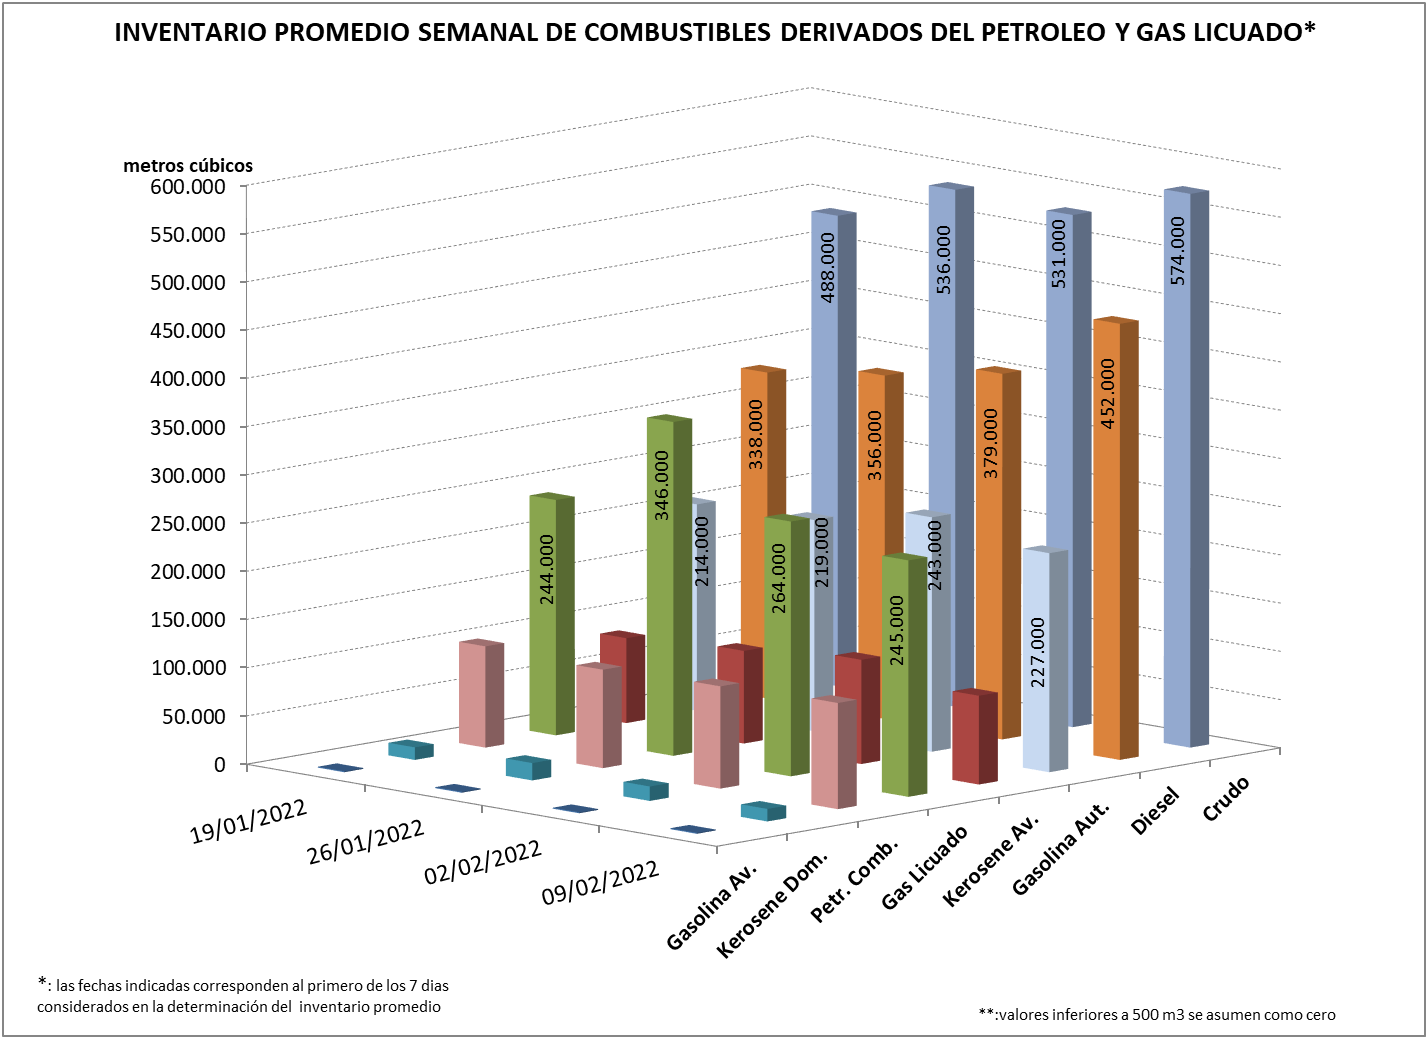 INVENTARIO PROMEDIO SEMANAL DE COMBUSTIBLES DERIVADOS DEL PETROLEO Y GAS LICUADO*
metros cúbicos
600.000
550.000
500.000
450.000
400.000
350.000
300.000
250.000
200.000
150.000
100.000
50.000
0
488.000
536.000
531.000
574.000
338.000
356.000
379.000
452.000
214.000
219.000
243.000
227.000
244.000
346.000
264.000
245.000
19/01/2022
26/01/2022
02/02/2022
09/02/2022
Gasolina Av.
Kerosene Dom.
Petr. Comb.
Gas Licuado
Kerosene Av.
Gasolina Aut.
Diesel
Crudo
*: las fechas indicadas corresponden al primero de los 7 dias
considerados en la determinación del inventario promedio
**:valores inferiores a 500 m3 se asumen como cero